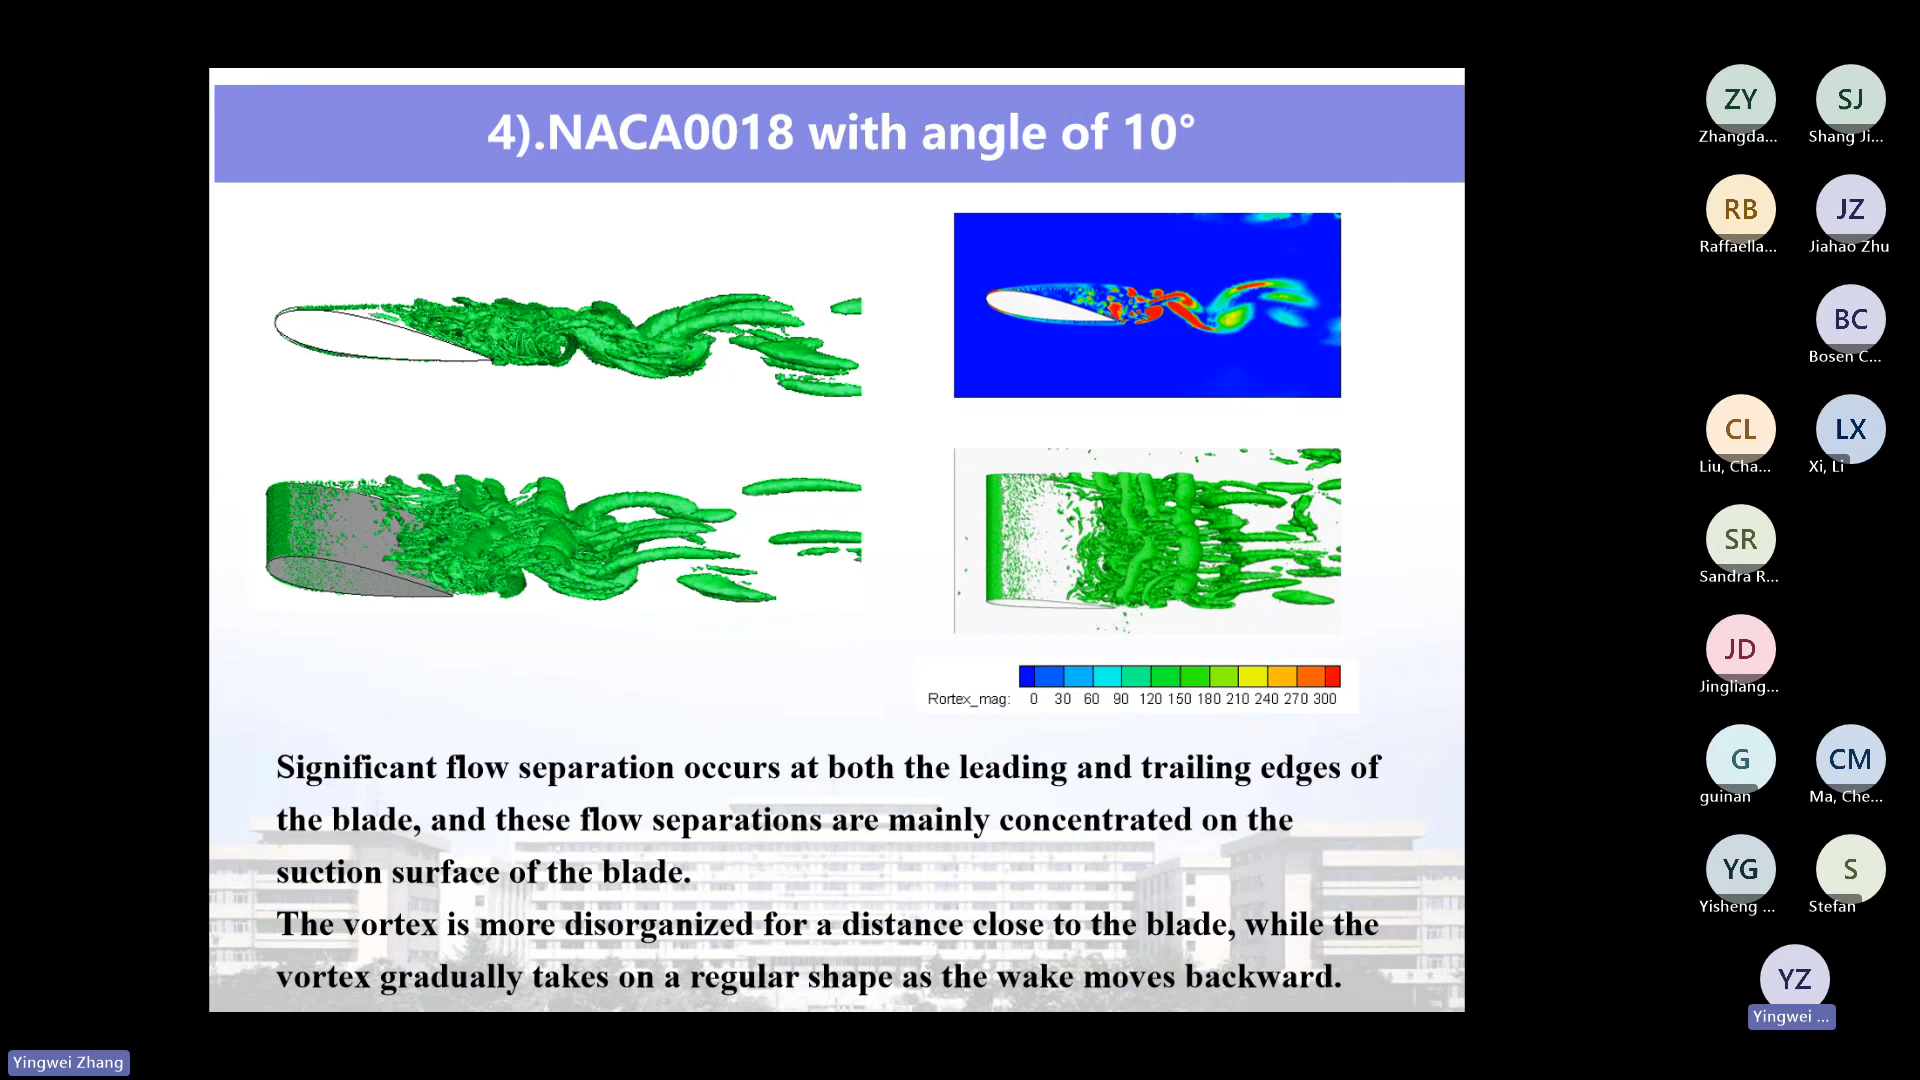 4).NACA0018 with angle of 10°
Rortex_mag: 0 30 60 90 120 150 180 210 240 270 300
Significant flow separation occurs at both the leading and trailing edges of
the blade, and these flow separations are mainly concentrated on the
suction surface of the blade.
The vortex is more disorganized for a distance close to the blade, while the
vortex gradually takes on a regular shape as the wake moves backward.
ZY
Zhangda...
SJ
Shang Ji...
RB
Raffaella...
JZ
Jiahao Zhu
BC
Bosen C...
CL
Liu, Cha...
LX
Xi, Li
SR
Sandra R...
JD
Jingliang...
G
guinan
CM
Ma, Che...
YG
Yisheng ...
S
Stefan
YZ
Yingwei ...
Yingwei Zhang